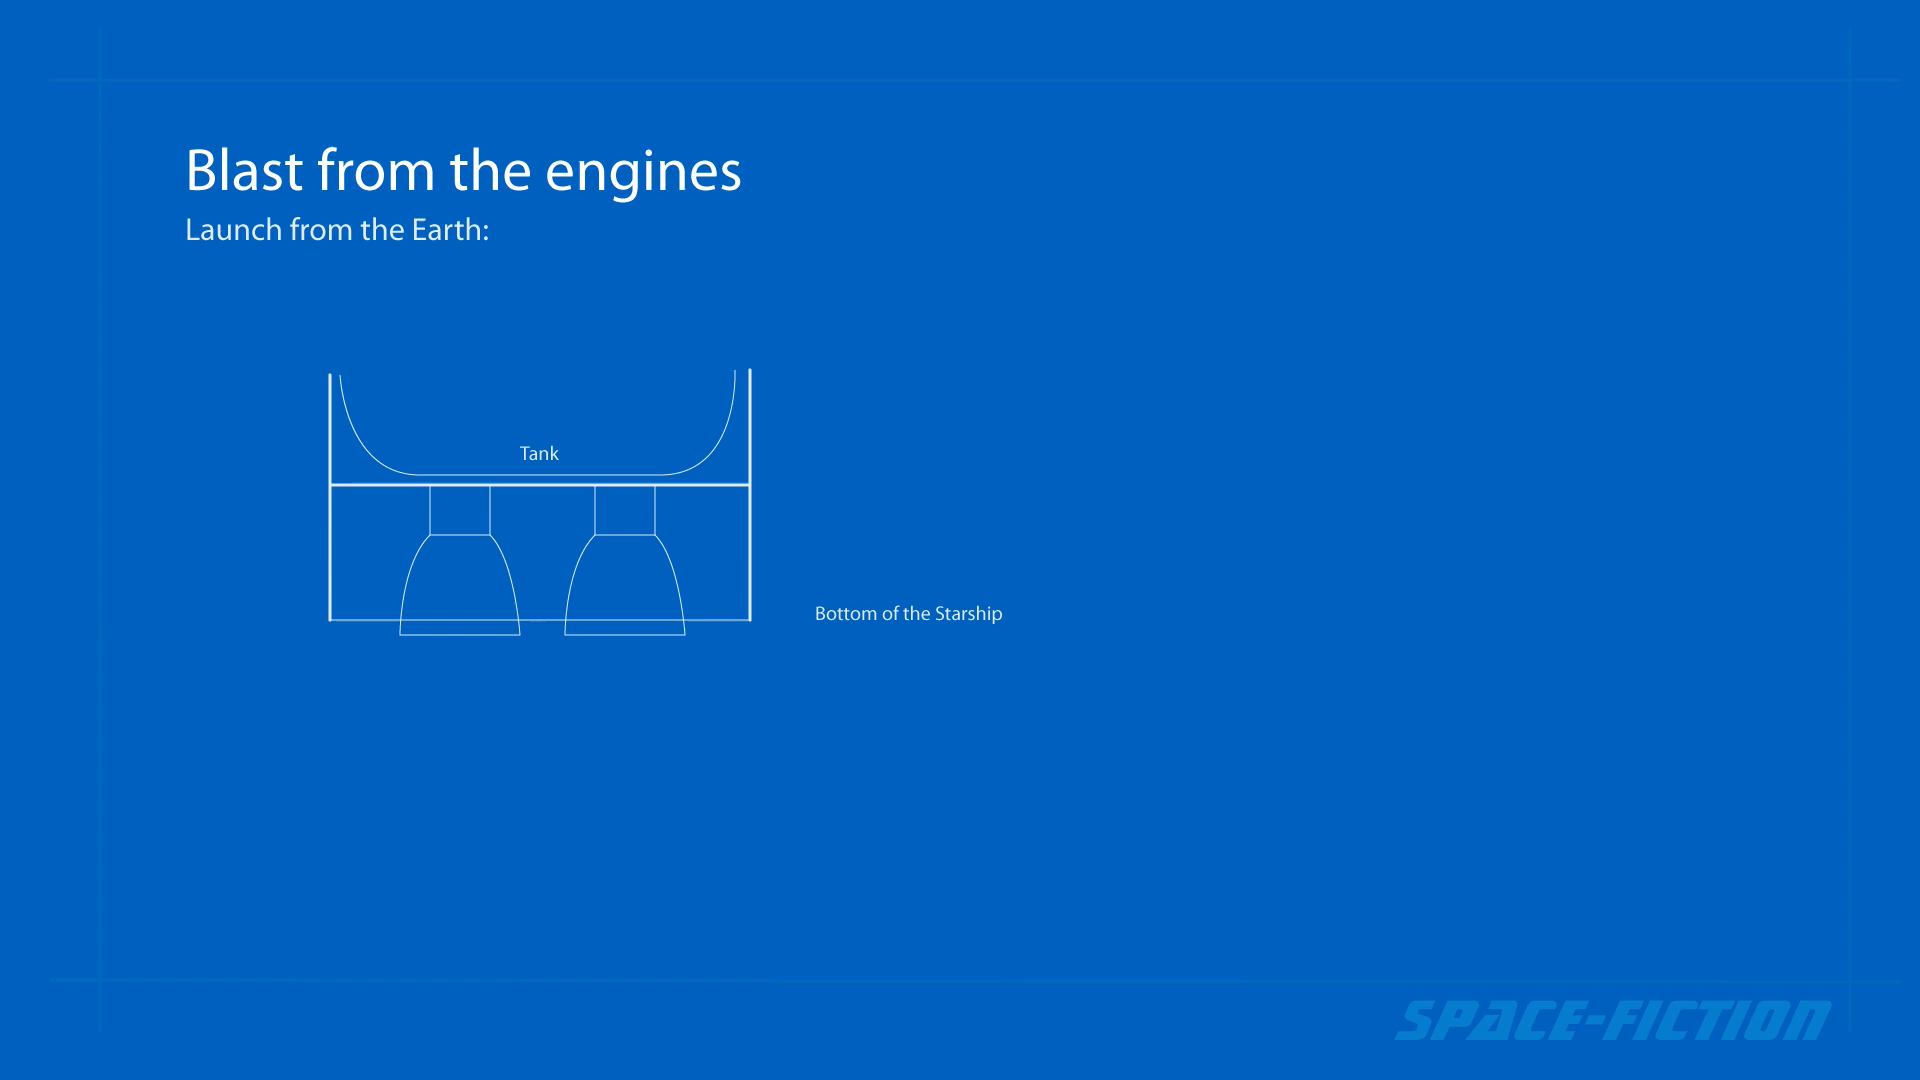 Blast from the engines
Launch from the Earth:
Tank
Bottom of the Starship
SPACE-FICTION